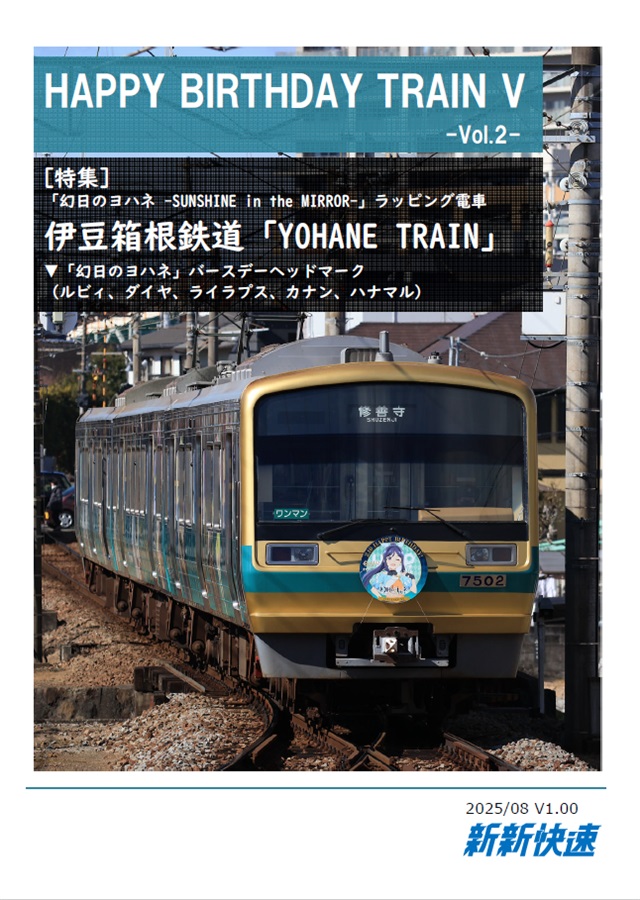 HAPPY BIRTHDAY TRAIN V
-Vol.2-
[特集]
「幻日のヨハネ -SUNSHINE in the MIRROR-」ラッピング電車
伊豆箱根鉄道「YOHANE TRAIN」
▼「幻日のヨハネ」バースデーヘッドマーク
(ルビィ、ダイヤ、ライラプス、カナン、ハナマル)
修善寺
SHUZENJI
ワンマン
7502
2025/08 V1.00
新新快速